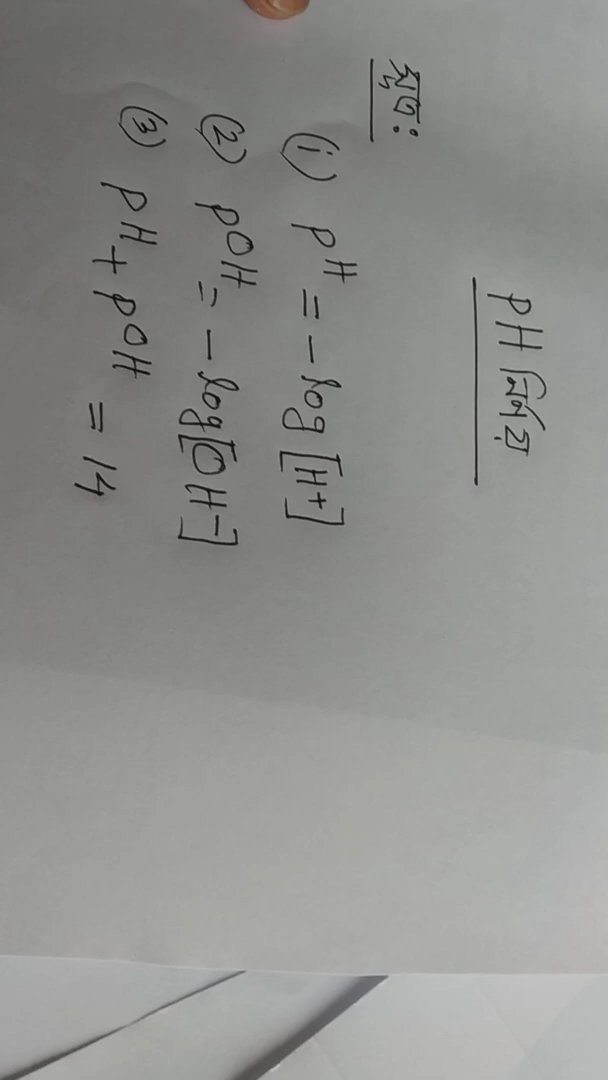 pH নির্ণয়
সূত্র:
(i) pH = - log [H+]
(2) pOH = - log[OH-]
(3) pH + pOH = 14